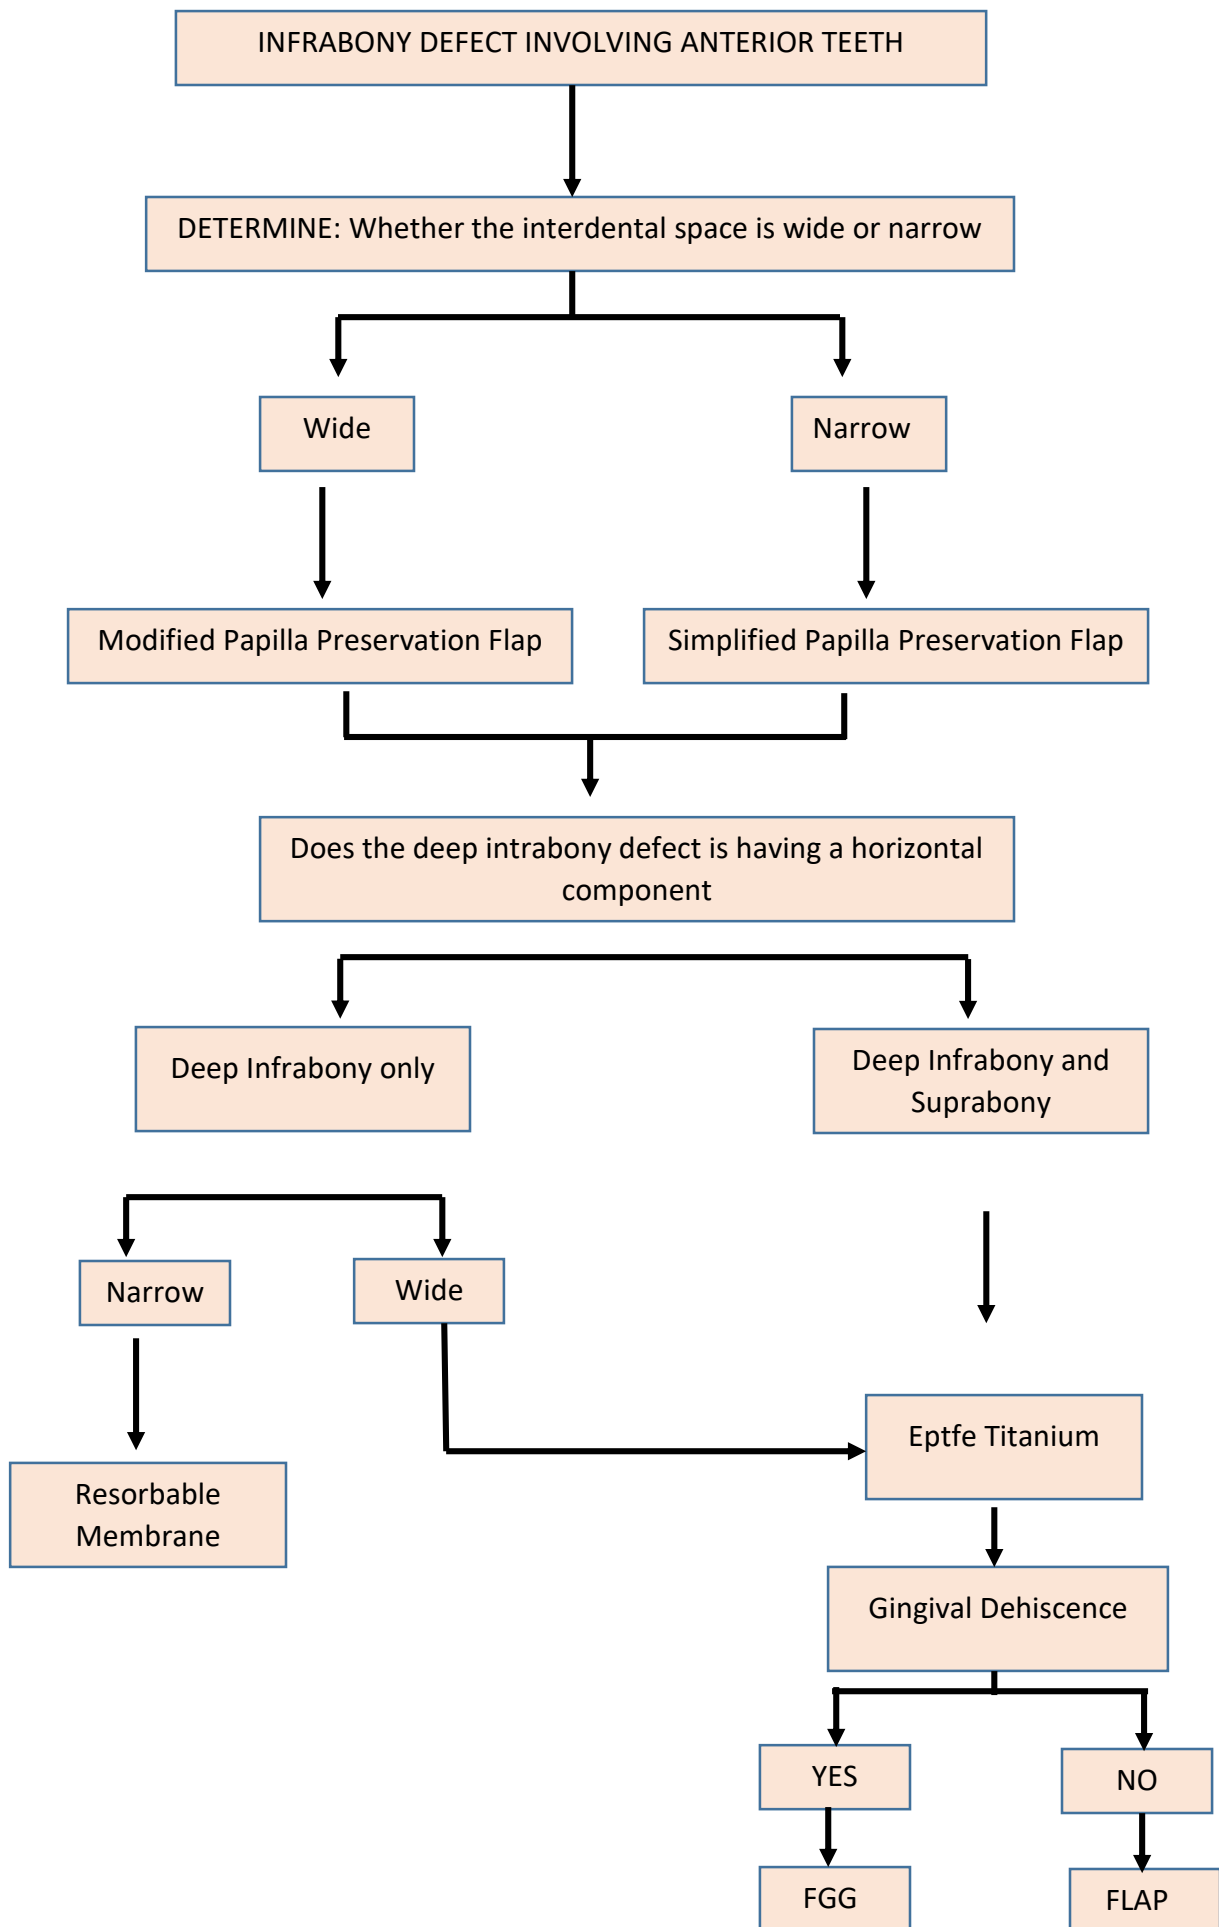 INFRABONY DEFECT INVOLVING ANTERIOR TEETH
DETERMINE: Whether the interdental space is wide or narrow
Wide
Narrow
Modified Papilla Preservation Flap
Simplified Papilla Preservation Flap
Does the deep intrabony defect is having a horizontal
component
Deep Infrabony only
Deep Infrabony and
Suprabony
Narrow
Wide
Eptfe Titanium
Resorbable
Membrane
Gingival Dehiscence
YES
NO
FGG
FLAP